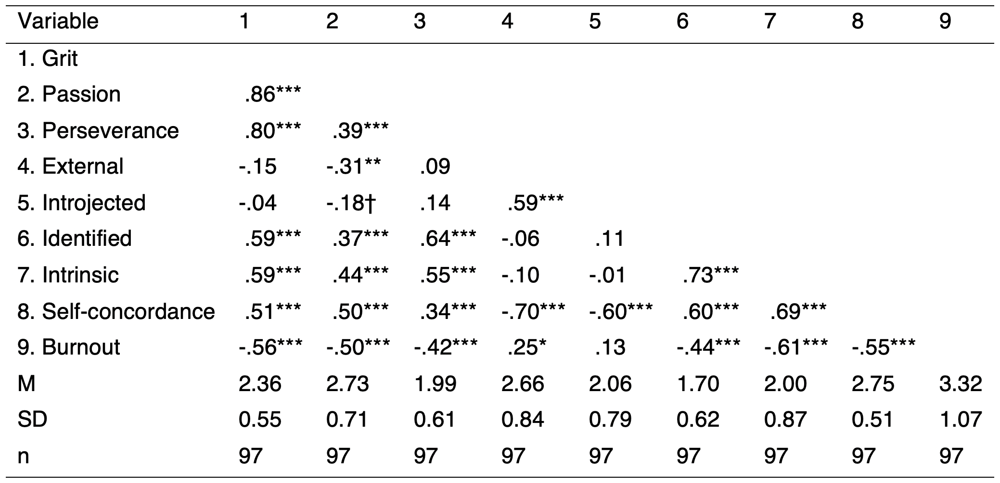 Variable 1 2 3 4 5 6 7 8 9
1. Grit
2. Passion .86***
3. Perseverance .80*** .39***
4. External -.15 -.31** .09
5. Introjected -.04 -.18† .14 .59***
6. Identified .59*** .37*** .64*** -.06 .11
7. Intrinsic .59*** .44*** .55*** -.10 -.01 .73***
8. Self-concordance .51*** .50*** .34*** -.70*** -.60*** .60*** .69***
9. Burnout -.56*** -.50*** -.42*** .25* .13 -.44*** -.61*** -.55***
M 2.36 2.73 1.99 2.66 2.06 1.70 2.00 2.75 3.32
SD 0.55 0.71 0.61 0.84 0.79 0.62 0.87 0.51 1.07
n 97 97 97 97 97 97 97 97 97